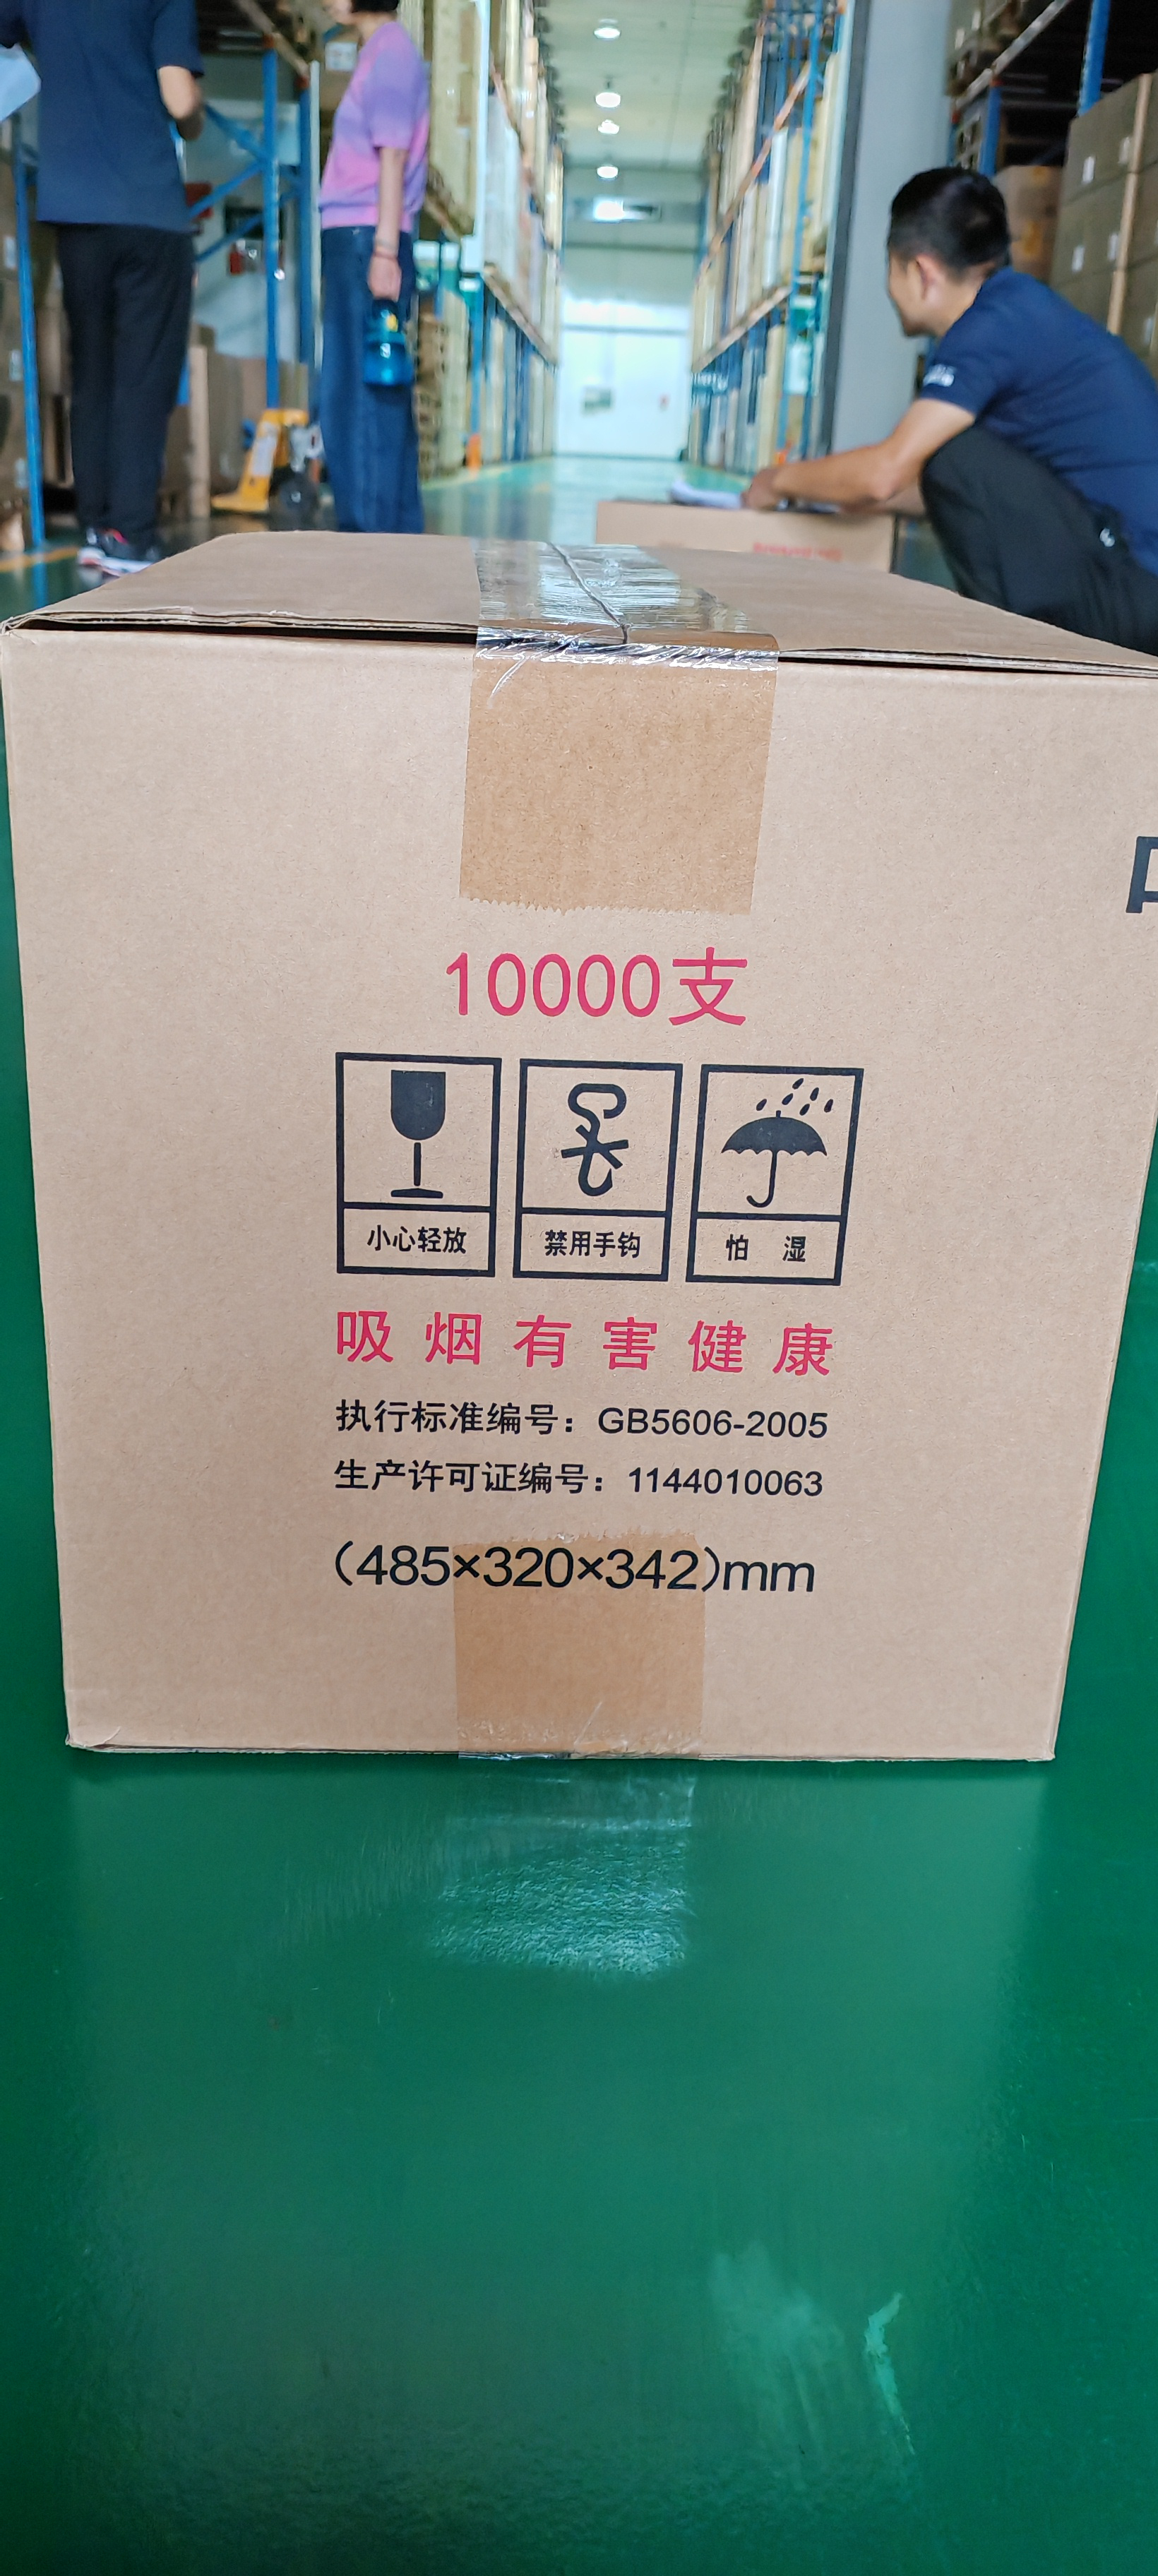 10000支
小心轻放
禁用手钩
怕 湿
吸烟有害健康
执行标准编号：GB5606-2005
生产许可证编号：1144010063
(485×320×342)mm